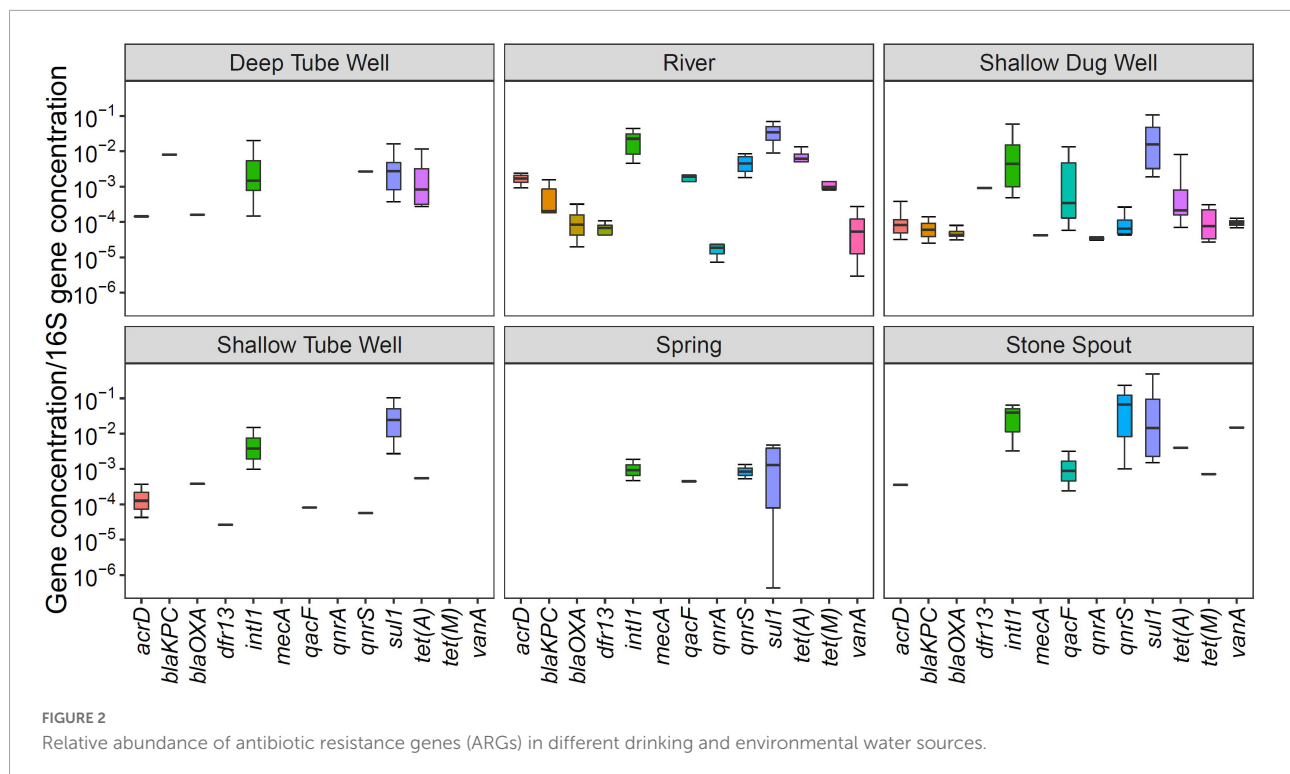 Deep Tube Well
River
Shallow Dug Well
Gene concentration/16S gene concentration
10⁻¹
10⁻²
10⁻³
10⁻⁴
10⁻⁵
10⁻⁶
Shallow Tube Well
Spring
Stone Spout
10⁻¹
10⁻²
10⁻³
10⁻⁴
10⁻⁵
10⁻⁶
acrD
blaKPC
blaOXA
dfr13
intI1
mecA
qacF
qnrA
qnrS
sul1
tet(A)
tet(M)
vanA
acrD
blaKPC
blaOXA
dfr13
intI1
mecA
qacF
qnrA
qnrS
sul1
tet(A)
tet(M)
vanA
acrD
blaKPC
blaOXA
dfr13
intI1
mecA
qacF
qnrA
qnrS
sul1
tet(A)
tet(M)
vanA
FIGURE 2
Relative abundance of antibiotic resistance genes (ARGs) in different drinking and environmental water sources.